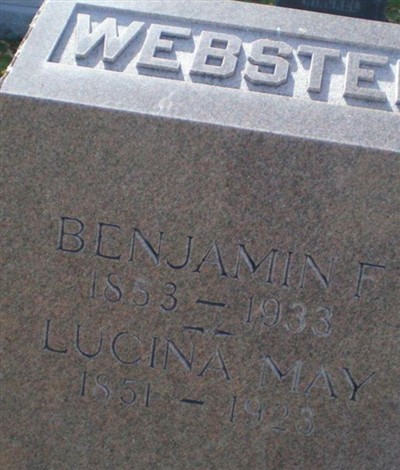 WEBSTE
BENJAMIN F
1853 – 1933
LUCINA MAY
1851 – 1923